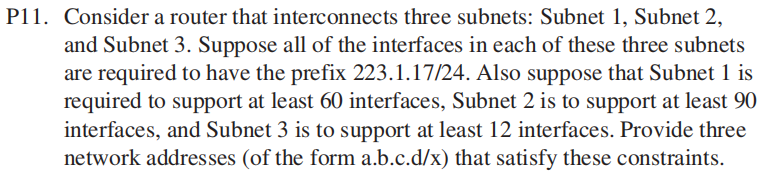 P11. Consider a router that interconnects three subnets: Subnet 1, Subnet 2,
and Subnet 3. Suppose all of the interfaces in each of these three subnets
are required to have the prefix 223.1.17/24. Also suppose that Subnet 1 is
required to support at least 60 interfaces, Subnet 2 is to support at least 90
interfaces, and Subnet 3 is to support at least 12 interfaces. Provide three
network addresses (of the form a.b.c.d/x) that satisfy these constraints.